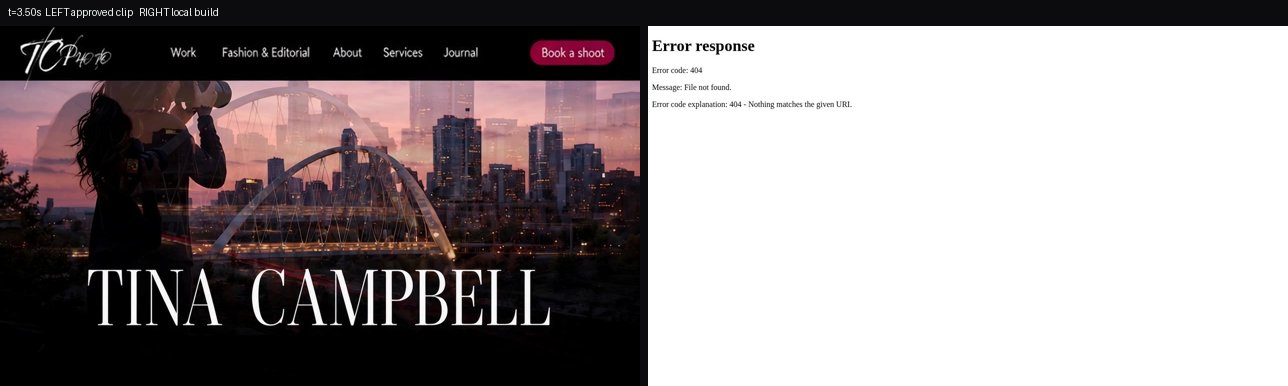 t=3.50s LEFT approved clip RIGHT local build
TCPhoto
Work Fashion & Editorial About Services Journal Book a shoot
TINA CAMPBELL
Error response
Error code: 404
Message: File not found.
Error code explanation: 404 - Nothing matches the given URI.